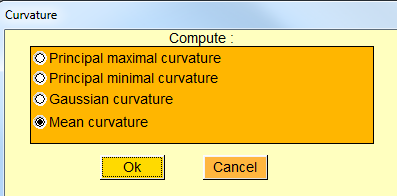 Curvature
Compute :
Principal maximal curvature
Principal minimal curvature
Gaussian curvature
Mean curvature
Ok Cancel